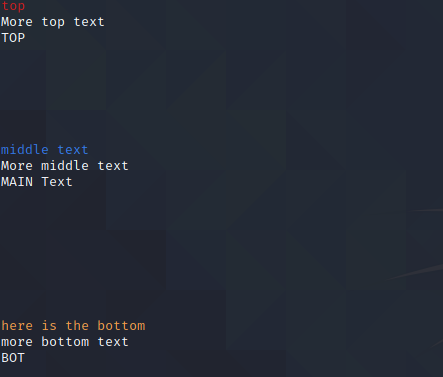 top
More top text
TOP
middle text
More middle text
MAIN Text
here is the bottom
more bottom text
BOT